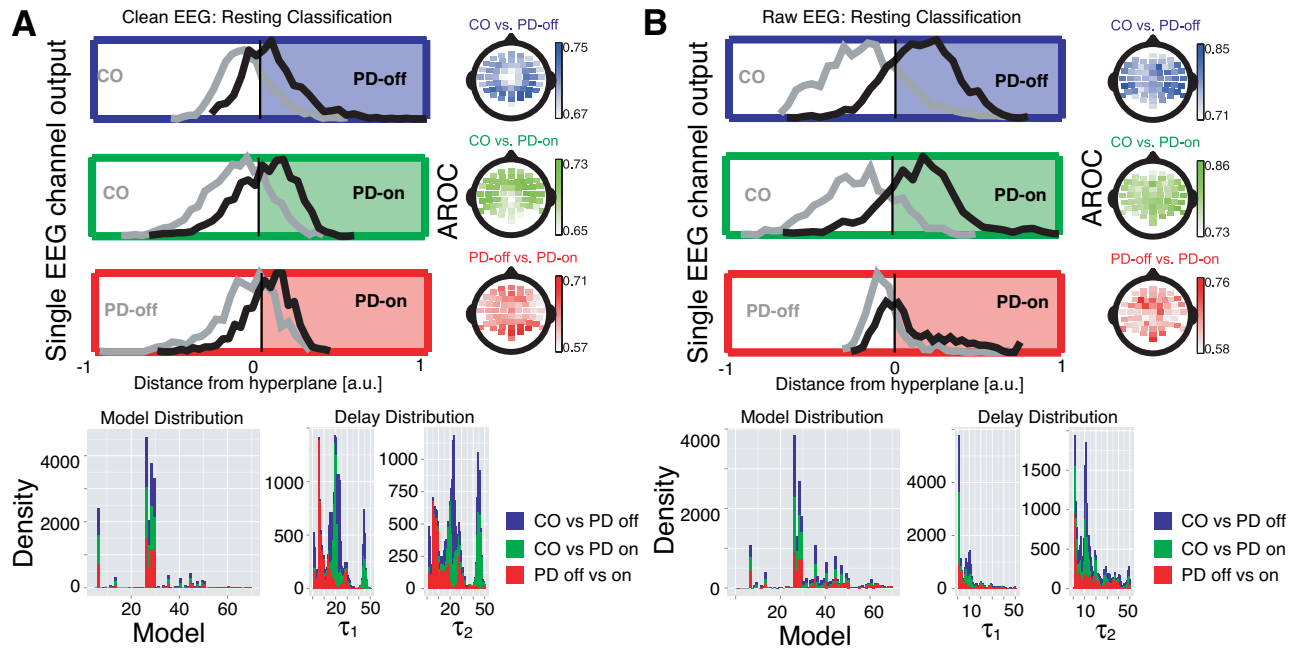 A
Clean EEG: Resting Classification
Single EEG channel output
CO
PD-off
CO
PD-on
PD-off
PD-on
-1
0
1
Distance from hyperplane [a.u.]
CO vs. PD-off
0.75
0.67
CO vs. PD-on
0.73
0.65
PD-off vs. PD-on
0.71
0.57
AROC
Model Distribution
Density
4000
2000
0
20
40
60
Model
Delay Distribution
1500
750
0
20
50
τ1
1000
750
500
250
0
20
50
τ2
CO vs PD off
CO vs PD on
PD off vs on
B
Raw EEG: Resting Classification
Single EEG channel output
CO
PD-off
CO
PD-on
PD-off
PD-on
-1
0
1
Distance from hyperplane [a.u.]
CO vs. PD-off
0.85
0.71
CO vs. PD-on
0.86
0.73
PD-off vs. PD-on
0.76
0.58
AROC
Model Distribution
Density
4000
2000
0
20
40
60
Model
Delay Distribution
4000
2000
0
10
50
τ1
1500
1000
500
0
10
50
τ2
CO vs PD off
CO vs PD on
PD off vs on